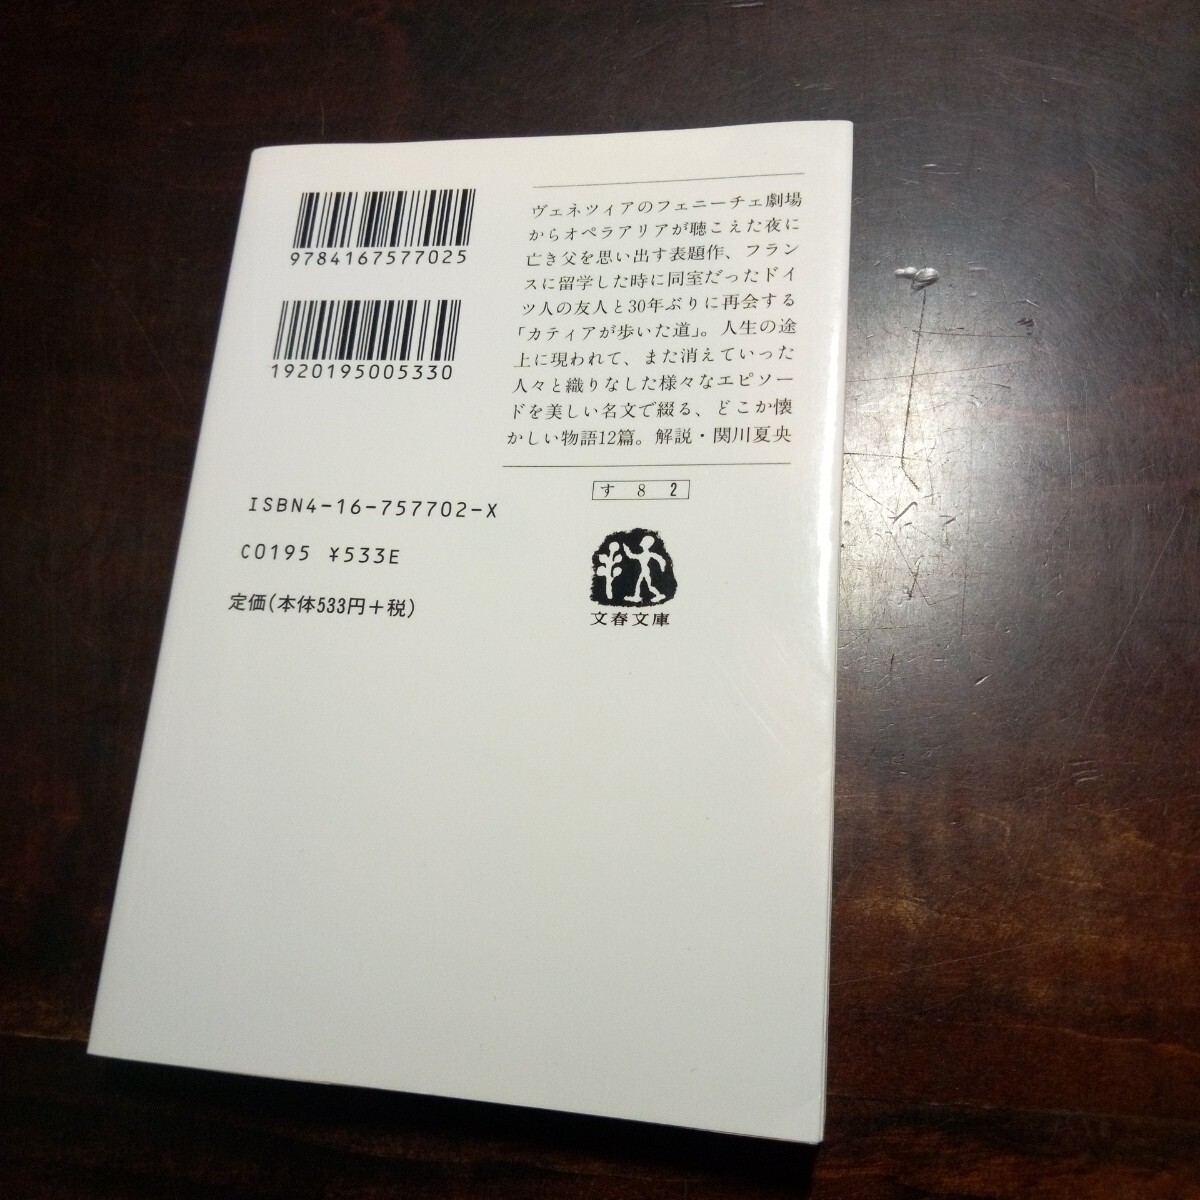 9784167577025
1920195005330
ヴェネツィアのフェニーチェ劇場
からオペラアリアが聴こえた夜に
亡き父を思い出す表題作、フラン
スに留学した時に同室だったドイ
ツ人の友人と30年ぶりに再会する
「カティアが歩いた道」。人生の途
上に現われて、また消えていった
人々と織りなした様々なエピソー
ドを美しい名文で綴る、どこか懐
かしい物語12篇。解説・関川夏央
す 8 2
文春文庫
ISBN4-16-757702-X
C0195 ¥533E
定価(本体533円+税)